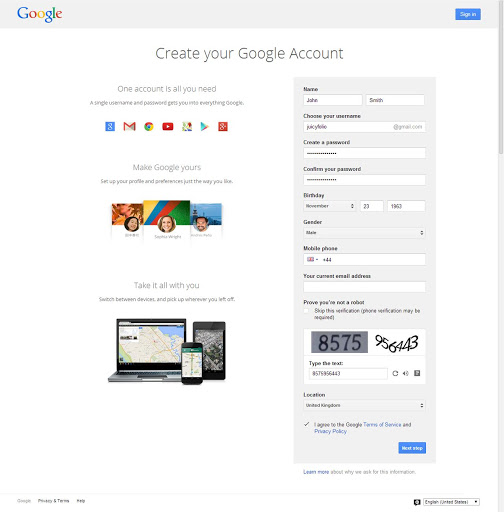 Google
Sign in
Create your Google Account
One account is all you need
A single username and password gets you into everything Google.
Make Google yours
Set up your profile and preferences just the way you like.
Sophia Wright
Take it all with you
Switch between devices, and pick up wherever you left off.
Name
John Smith
Choose your username
juicyfolio @gmail.com
Create a password
Confirm your password
Birthday
November 23 1963
Gender
Male
Mobile phone
+44
Your current email address
Prove you're not a robot
Skip this verification (phone verification may be
required)
8575 956443
Type the text:
8575956443
Location
United Kingdom
I agree to the Google Terms of Service and
Privacy Policy
Next step
Learn more about why we ask for this information.
Google Privacy & Terms Help
English (United States)